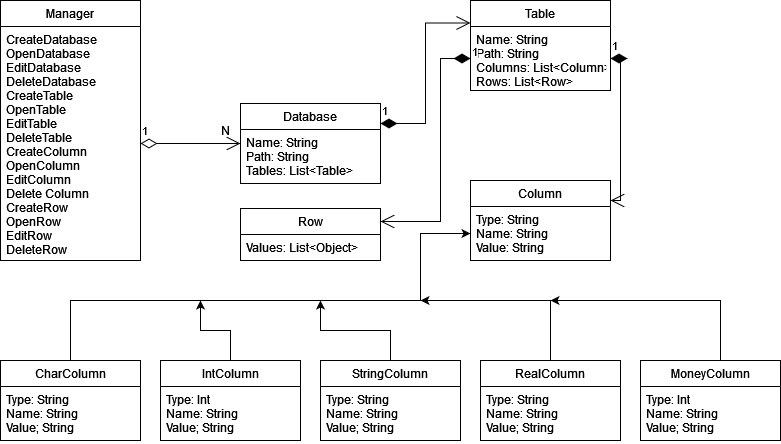 Manager
CreateDatabase
OpenDatabase
EditDatabase
DeleteDatabase
CreateTable
OpenTable
EditTable
DeleteTable
CreateColumn
OpenColumn
EditColumn
Delete Column
CreateRow
OpenRow
EditRow
DeleteRow
1
N
Database
Name: String
Path: String
Tables: List<Table>
1
Table
Name: String
Path: String
Columns: List<Column>
Rows: List<Row>
1
1
Row
Values: List<Object>
Column
Type: String
Name: String
Value: String
CharColumn
Type: String
Name: String
Value; String
IntColumn
Type: Int
Name: String
Value; String
StringColumn
Type: String
Name: String
Value; String
RealColumn
Type: String
Name: String
Value; String
MoneyColumn
Type: Int
Name: String
Value; String